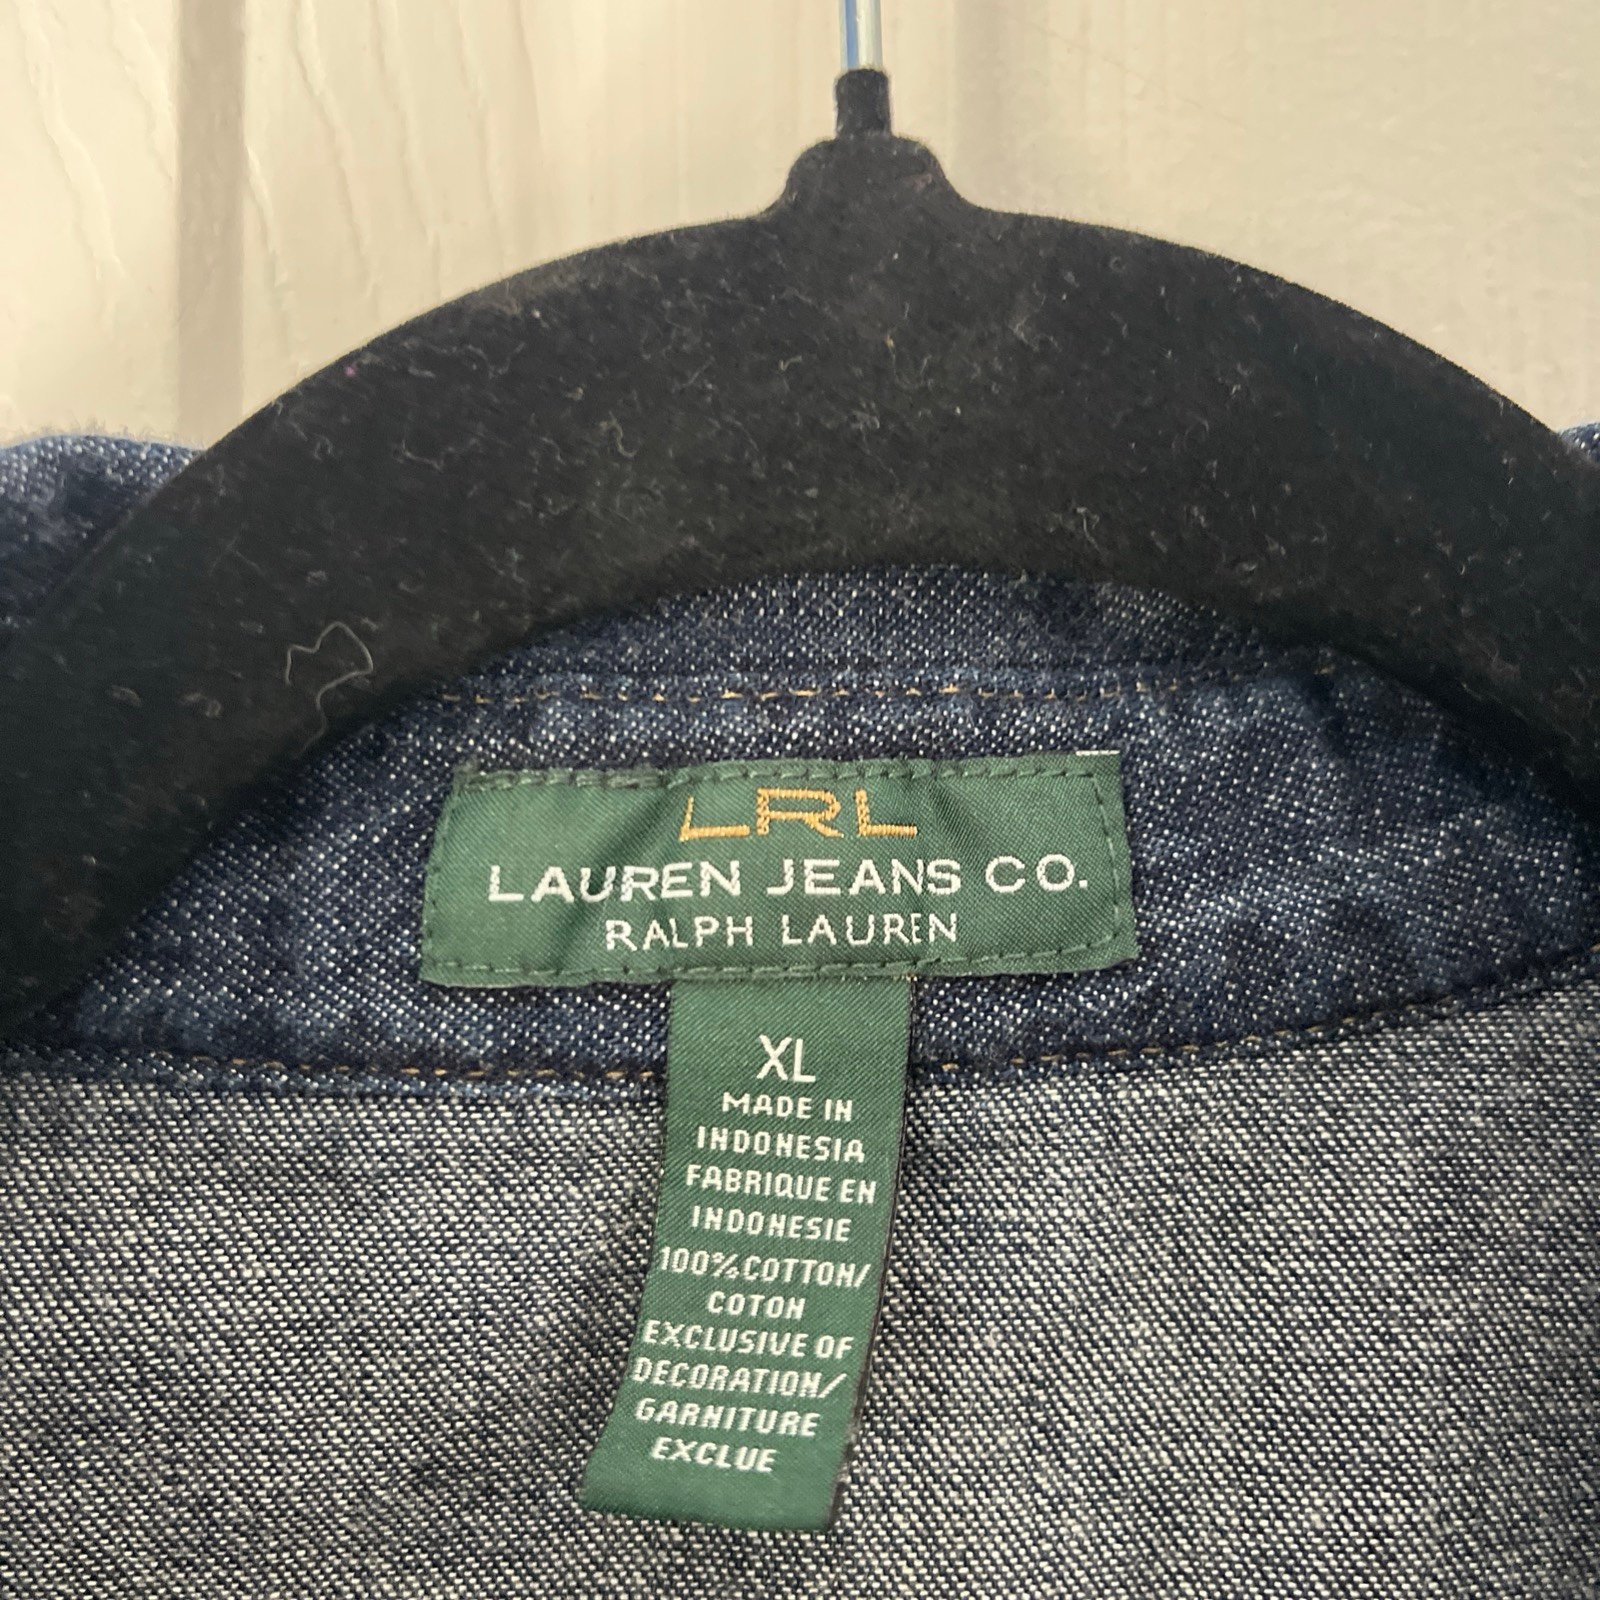 LRL
LAUREN JEANS CO.
RALPH LAUREN
XL
MADE IN
INDONESIA
FABRIQUE EN
INDONESIE
100%COTTON/
COTON
EXCLUSIVE OF
DECORATION/
GARNITURE
EXCLUE